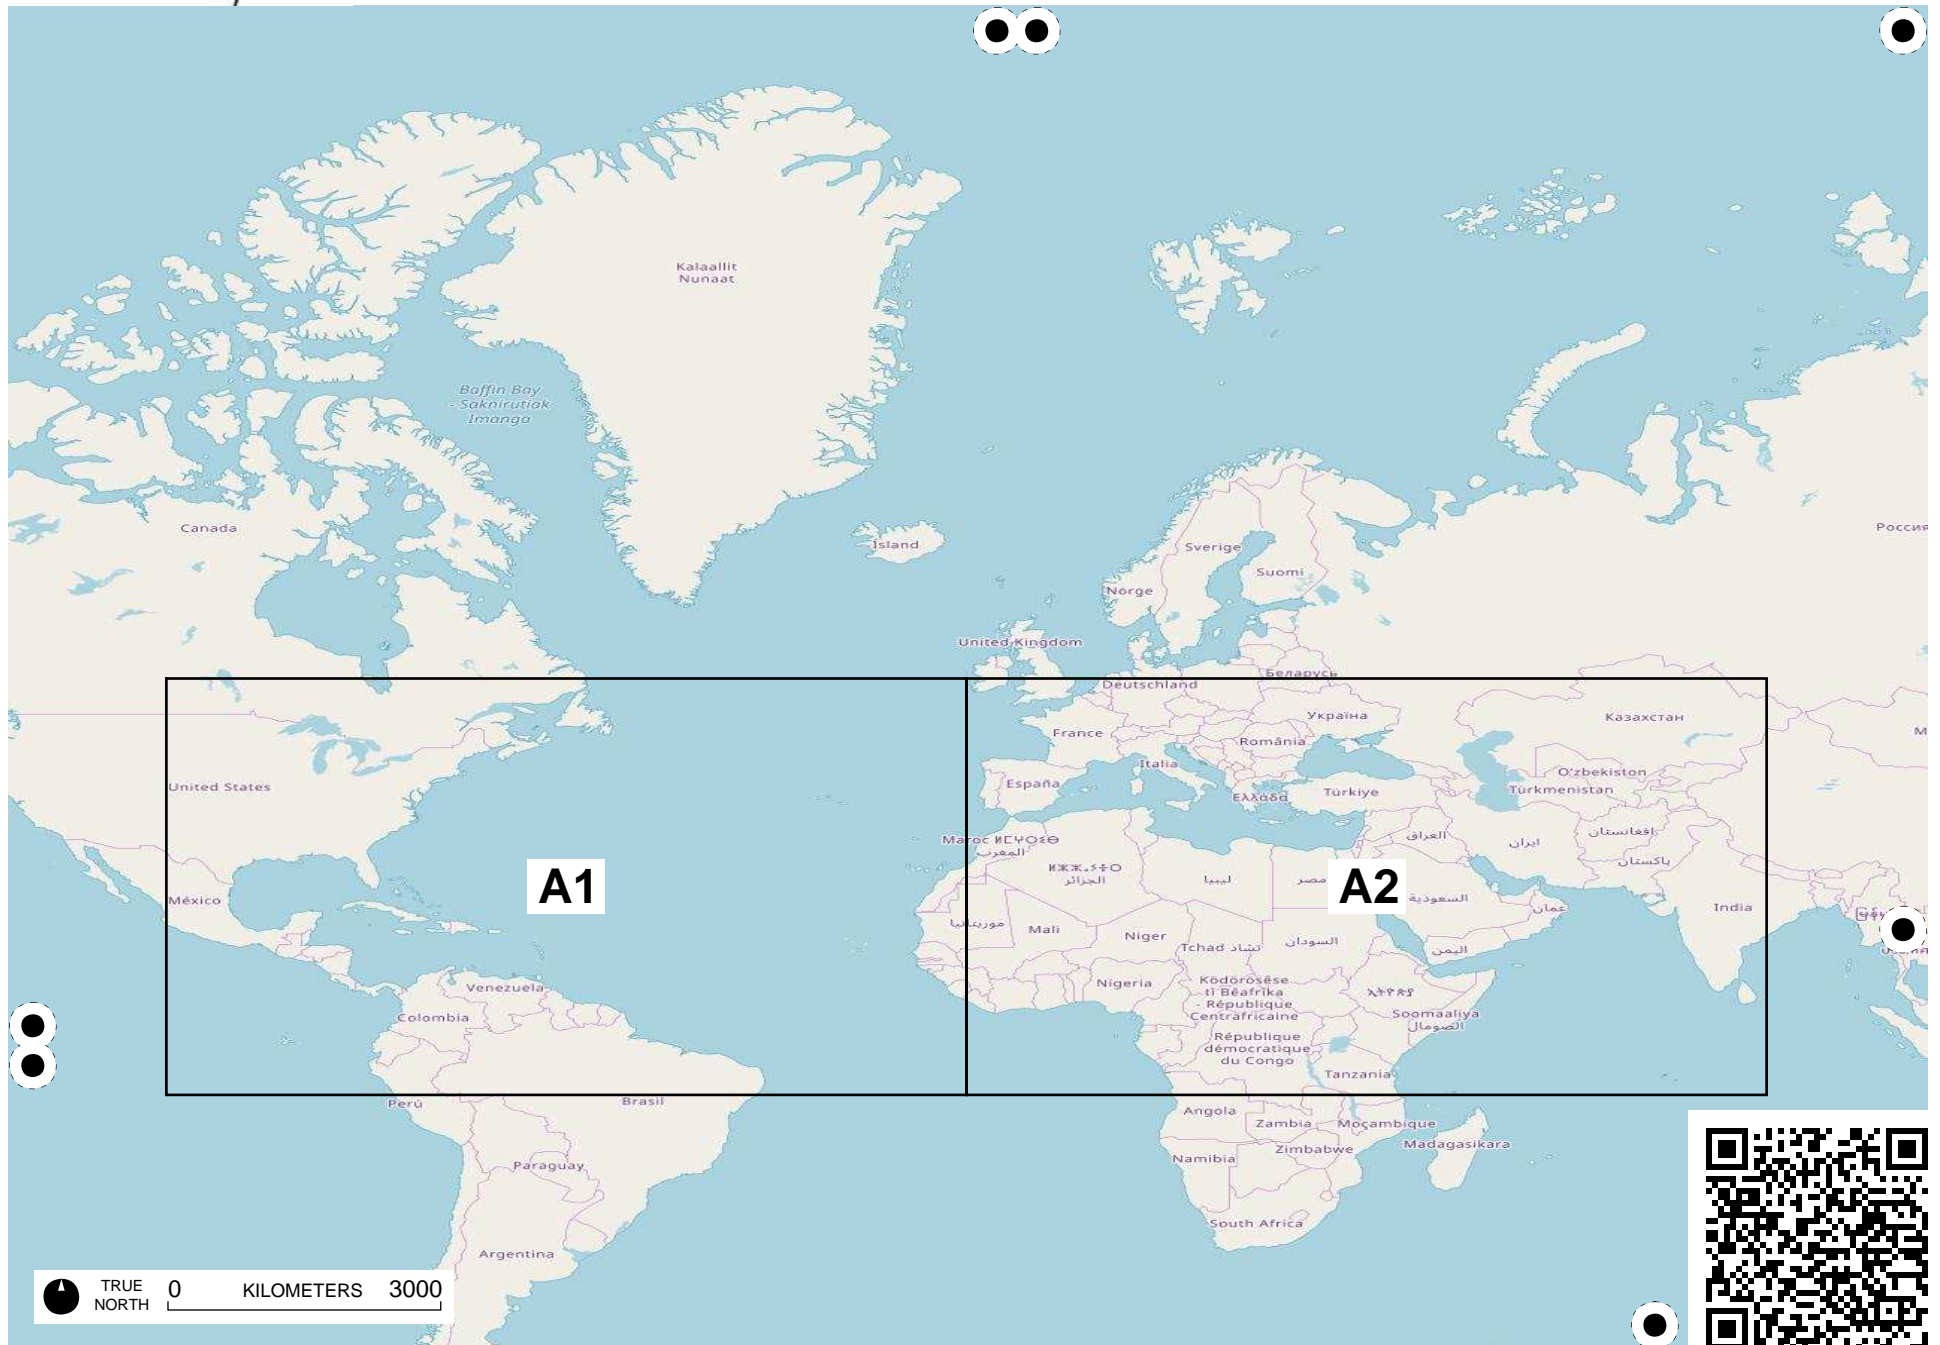 Kalaallit
Nunaat
Baffin Bay
- Saknirutiak
Imanga
Canada
Ísland
Sverige
Suomi
Norge
Россия
United Kingdom
Беларусь
Deutschland
Україна
Казахстан
France
România
Italia
O'zbekiston
España
Türkmenistan
Ελλάδα
Türkiye
United States
العراق
افغانستان
ایران
پاکستان
المغرب
الجزائر
ليبيا
مصر
السعودية
عمان
A1
A2
México
India
موريتانيا
Mali
Niger
Tchad تشاد
السودان
اليمن
Venezuela
Nigeria
Ködörösêse
tî Bêafrîka
- République
Centrafricaine
Colombia
Soomaaliya
الصومال
République
démocratique
du Congo
Tanzania
Perú
Brasil
Angola
Zambia
Moçambique
Madagasikara
Zimbabwe
Namibia
Paraguay
South Africa
Argentina
TRUE
NORTH
0 KILOMETERS 3000